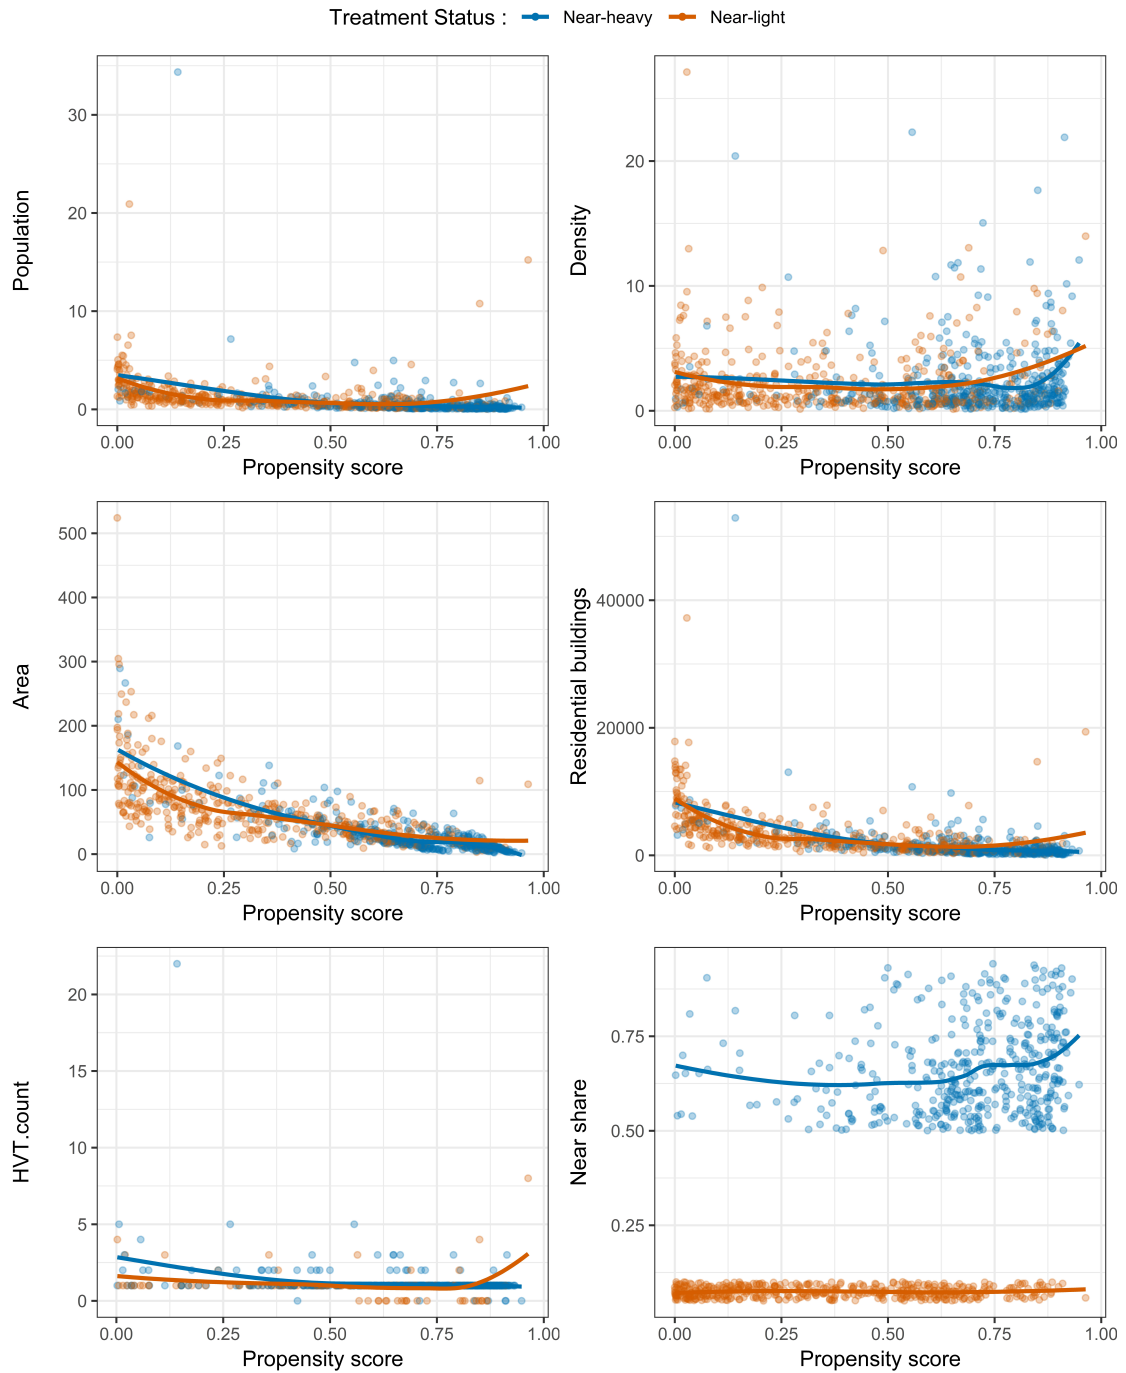 Treatment Status : Near-heavy Near-light
Population
30
20
10
0
0.00 0.25 0.50 0.75 1.00
Propensity score
Density
20
10
0
0.00 0.25 0.50 0.75 1.00
Propensity score
Area
500
400
300
200
100
0
0.00 0.25 0.50 0.75 1.00
Propensity score
Residential buildings
40000
20000
0
0.00 0.25 0.50 0.75 1.00
Propensity score
HVT.count
20
15
10
5
0
0.00 0.25 0.50 0.75 1.00
Propensity score
Near share
0.75
0.50
0.25
0.00 0.25 0.50 0.75 1.00
Propensity score